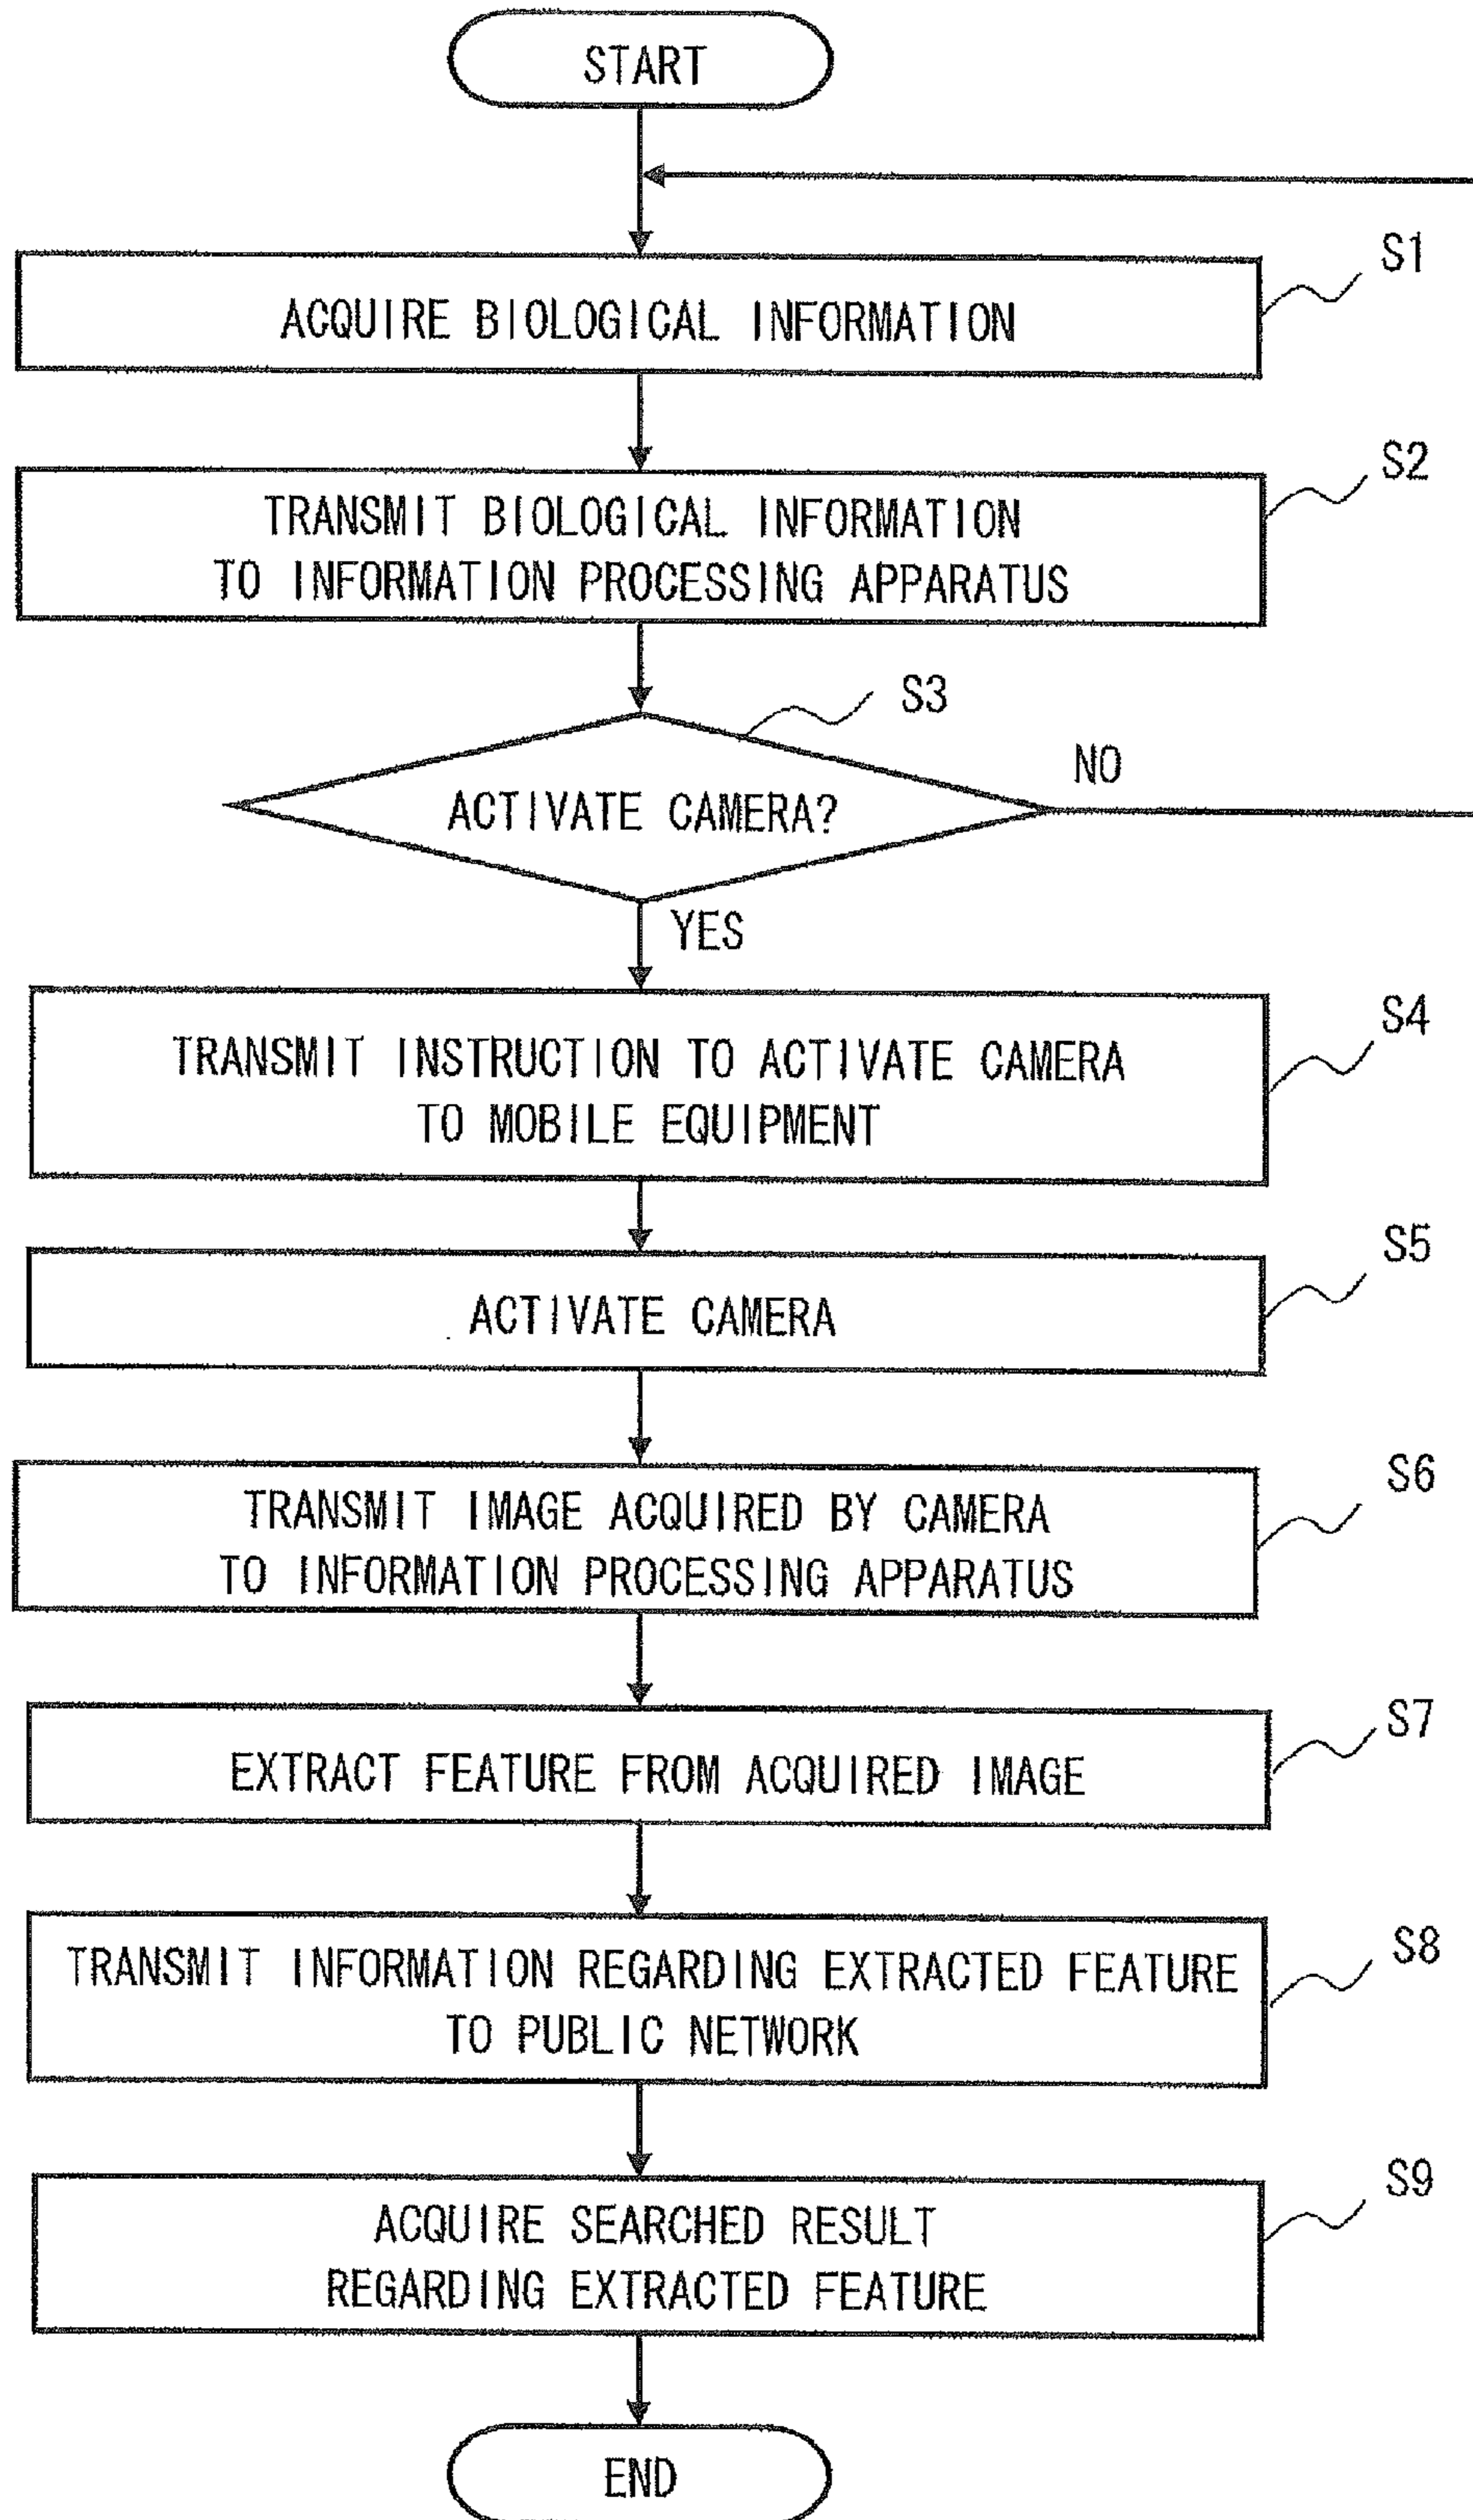 START
S1
ACQUIRE BIOLOGICAL INFORMATION
S2
TRANSMIT BIOLOGICAL INFORMATION
TO INFORMATION PROCESSING APPARATUS
S3
NO
ACTIVATE CAMERA?
YES
S4
TRANSMIT INSTRUCTION TO ACTIVATE CAMERA
TO MOBILE EQUIPMENT
S5
ACTIVATE CAMERA
S6
TRANSMIT IMAGE ACQUIRED BY CAMERA
TO INFORMATION PROCESSING APPARATUS
S7
EXTRACT FEATURE FROM ACQUIRED IMAGE
S8
TRANSMIT INFORMATION REGARDING EXTRACTED FEATURE
TO PUBLIC NETWORK
S9
ACQUIRE SEARCHED RESULT
REGARDING EXTRACTED FEATURE
END